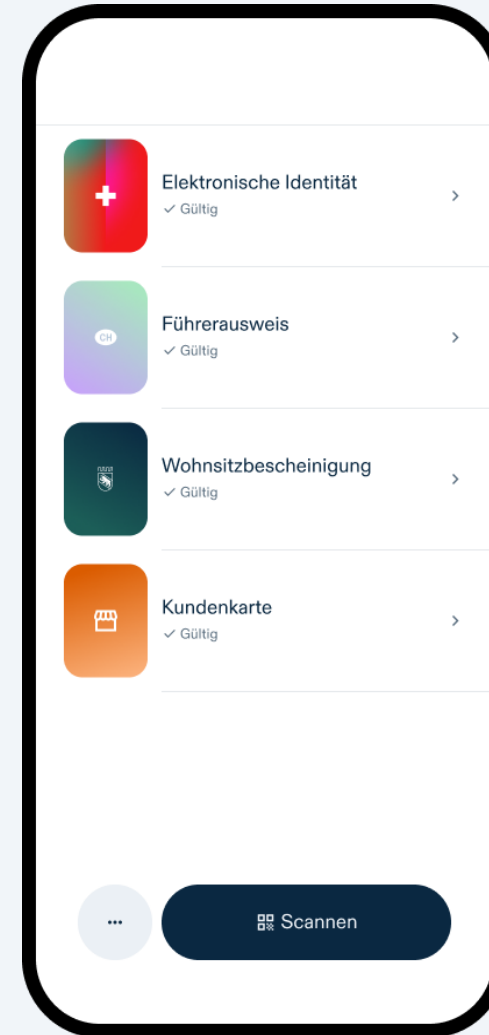 Elektronische Identität
✓ Gültig
CH
Führerausweis
✓ Gültig
Wohnsitzbescheinigung
✓ Gültig
Kundenkarte
✓ Gültig
Scannen